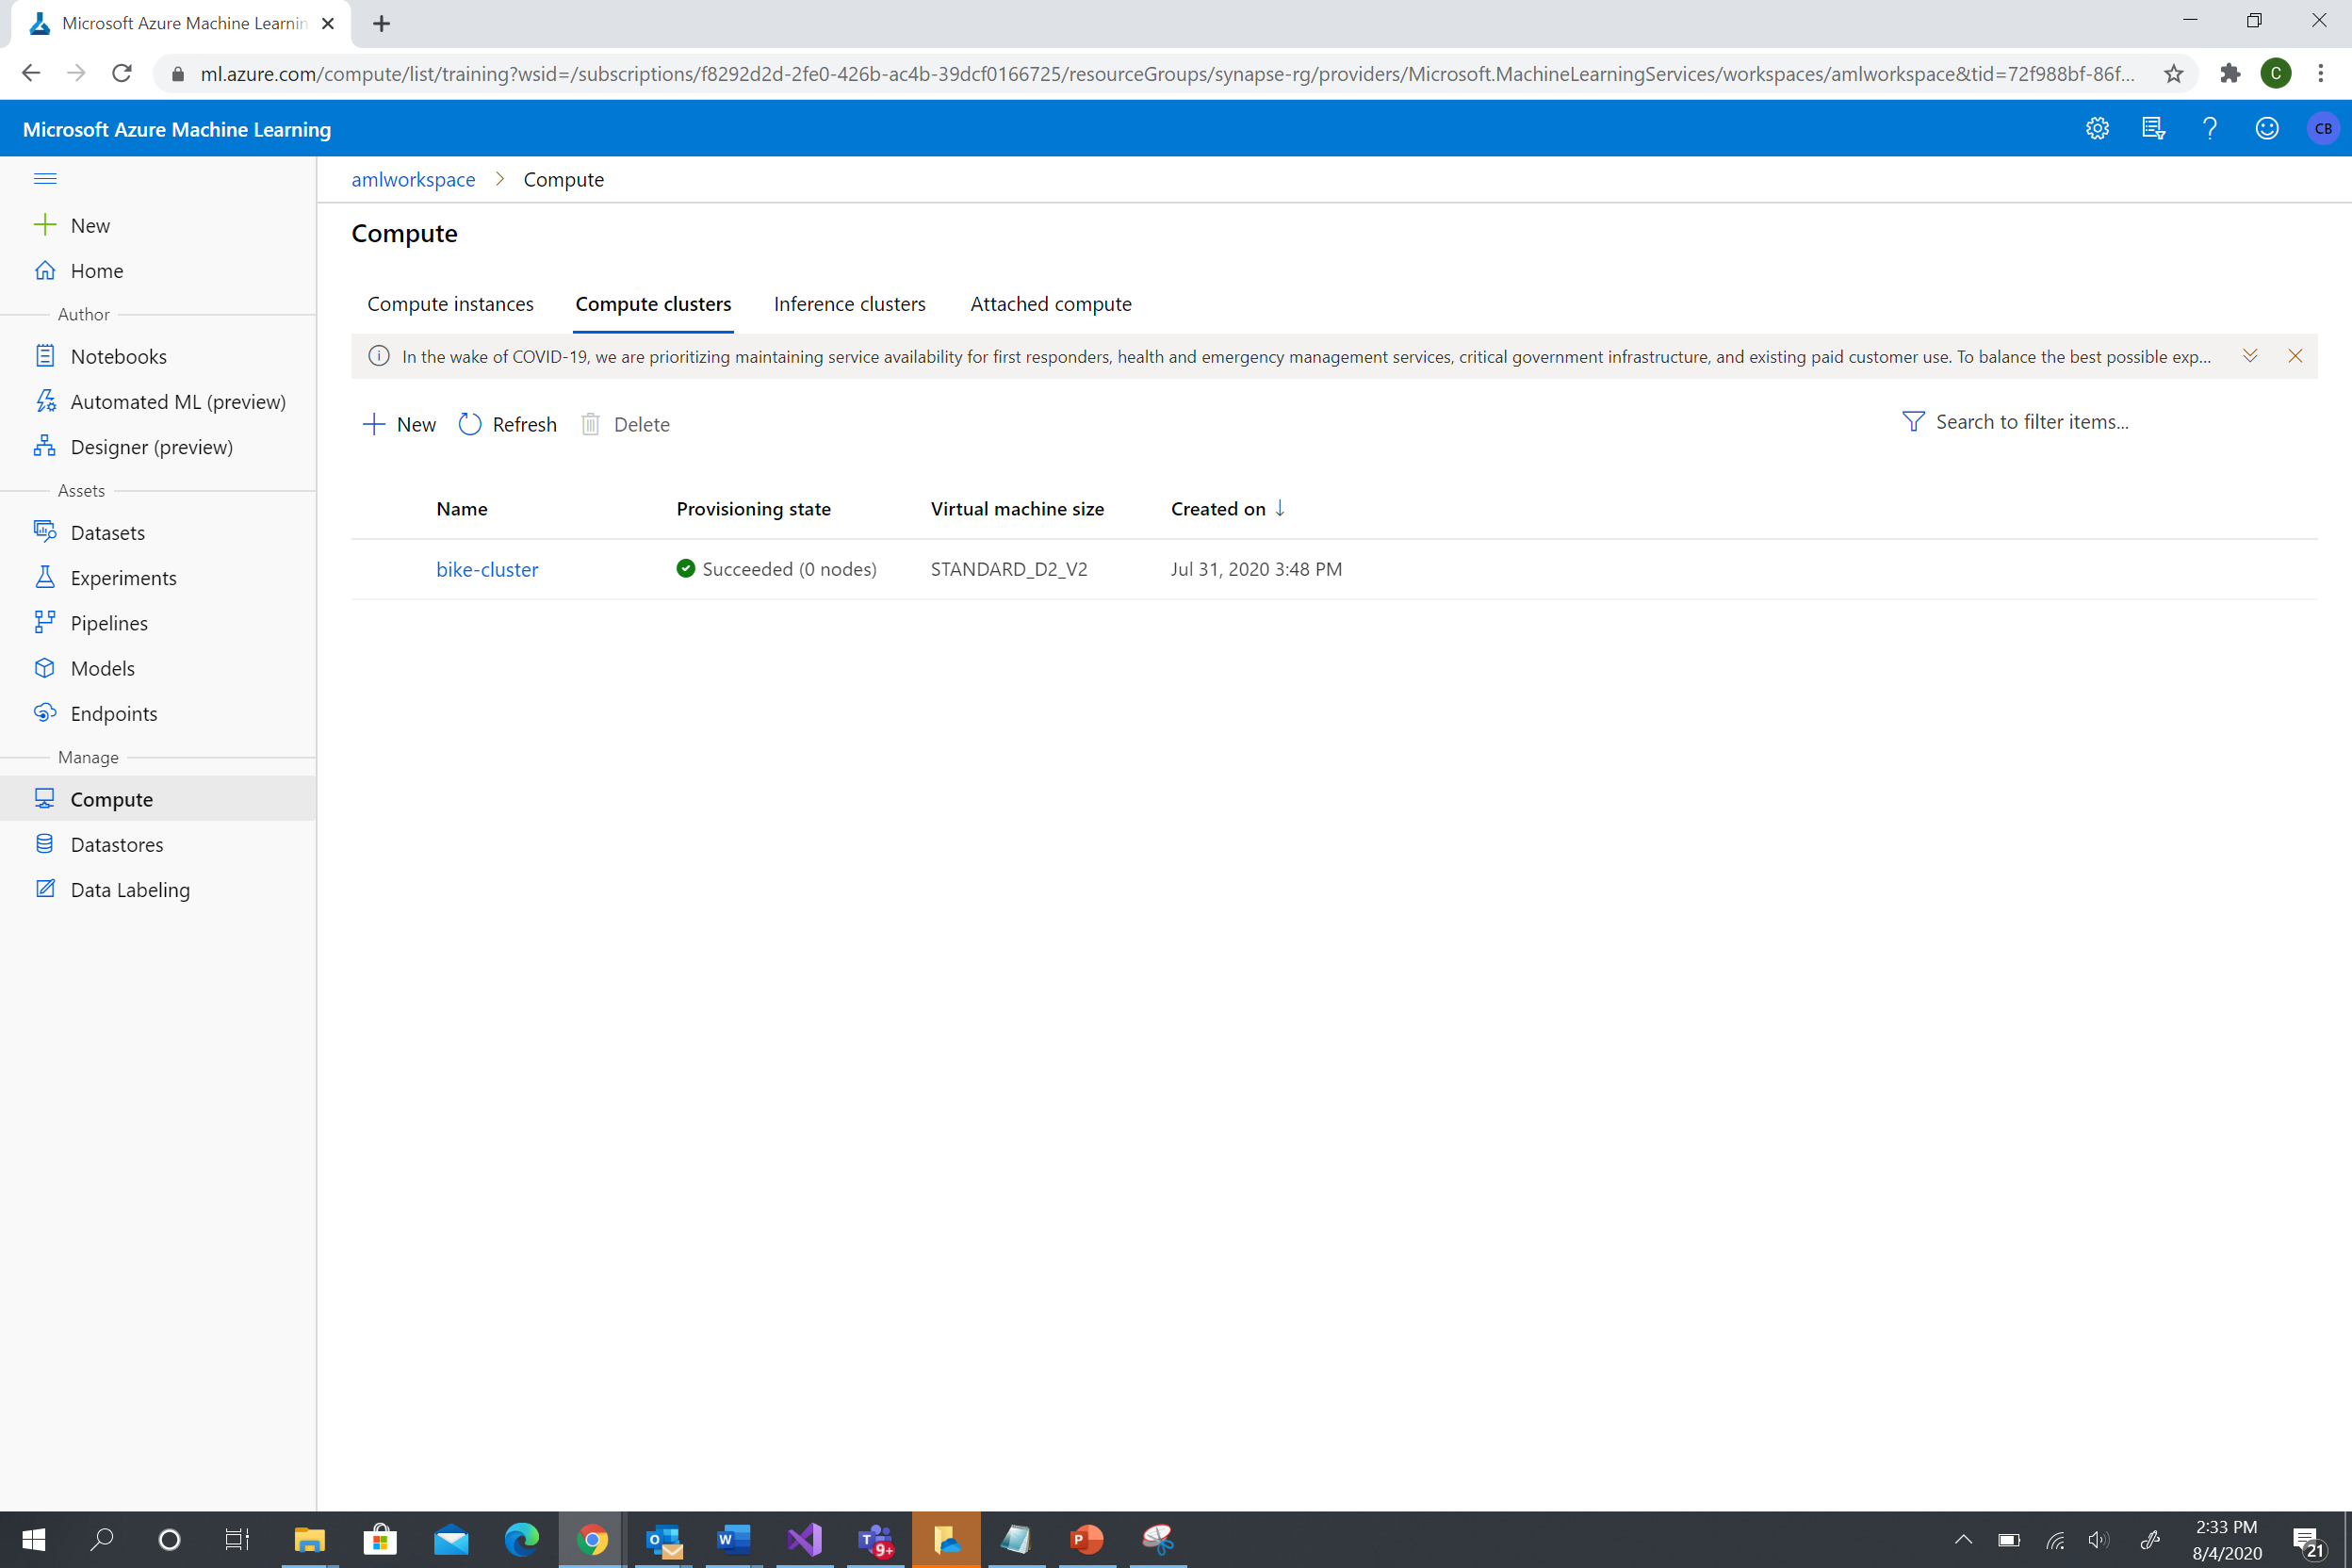 Microsoft Azure Machine Learnin
ml.azure.com/compute/list/training?wsid=/subscriptions/f8292d2d-2fe0-426b-ac4b-39dcf0166725/resourceGroups/synapse-rg/providers/Microsoft.MachineLearningServices/workspaces/amlworkspace&tid=72f988bf-86f...
C
Microsoft Azure Machine Learning
CB
amlworkspace > Compute
New
Home
Author
Notebooks
Automated ML (preview)
Designer (preview)
Assets
Datasets
Experiments
Pipelines
Models
Endpoints
Manage
Compute
Datastores
Data Labeling
Compute
Compute instances Compute clusters Inference clusters Attached compute
In the wake of COVID-19, we are prioritizing maintaining service availability for first responders, health and emergency management services, critical government infrastructure, and existing paid customer use. To balance the best possible exp...
New Refresh Delete Search to filter items...
Name Provisioning state Virtual machine size Created on ↓
bike-cluster Succeeded (0 nodes) STANDARD_D2_V2 Jul 31, 2020 3:48 PM
9+
2:33 PM
8/4/2020
21